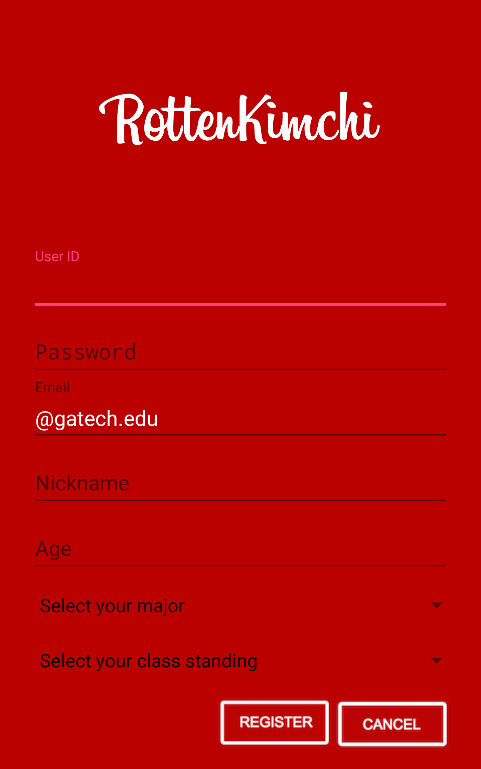 RottenKimchi
User ID
Password
Email
@gatech.edu
Nickname
Age
Select your major
Select your class standing
REGISTER CANCEL